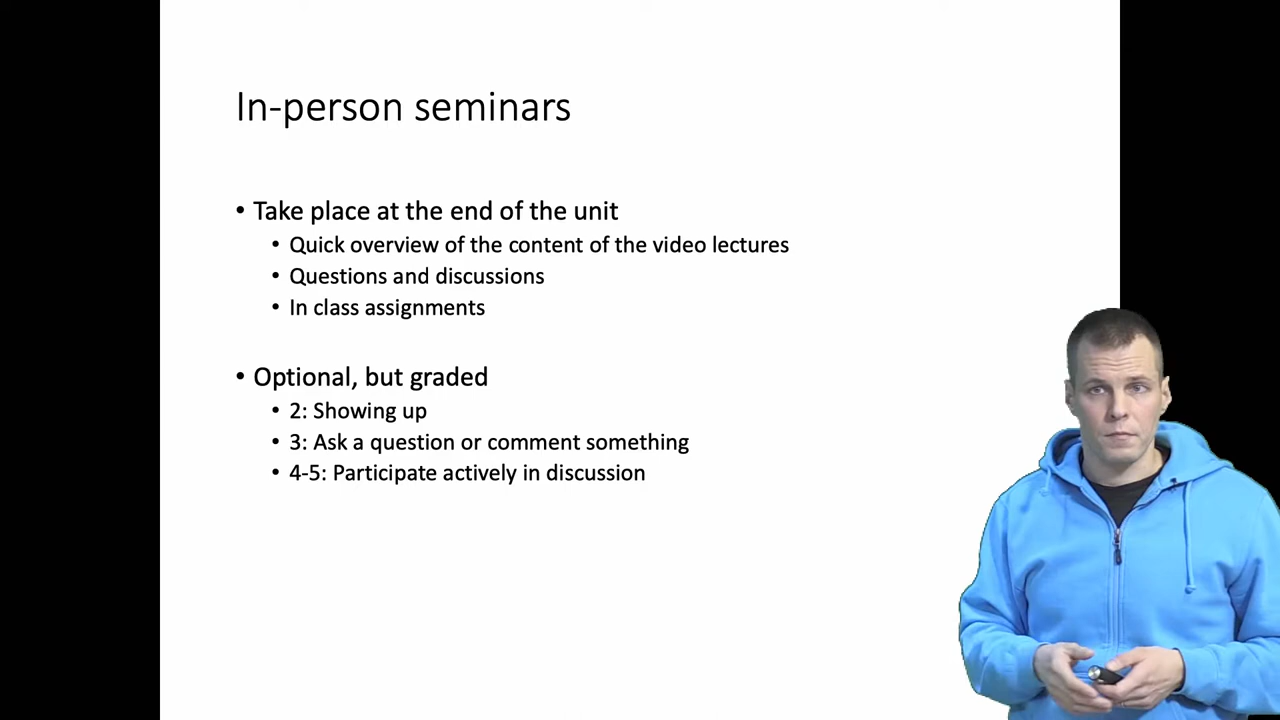 In-person seminars
• Take place at the end of the unit
• Quick overview of the content of the video lectures
• Questions and discussions
• In class assignments
• Optional, but graded
• 2: Showing up
• 3: Ask a question or comment something
• 4-5: Participate actively in discussion